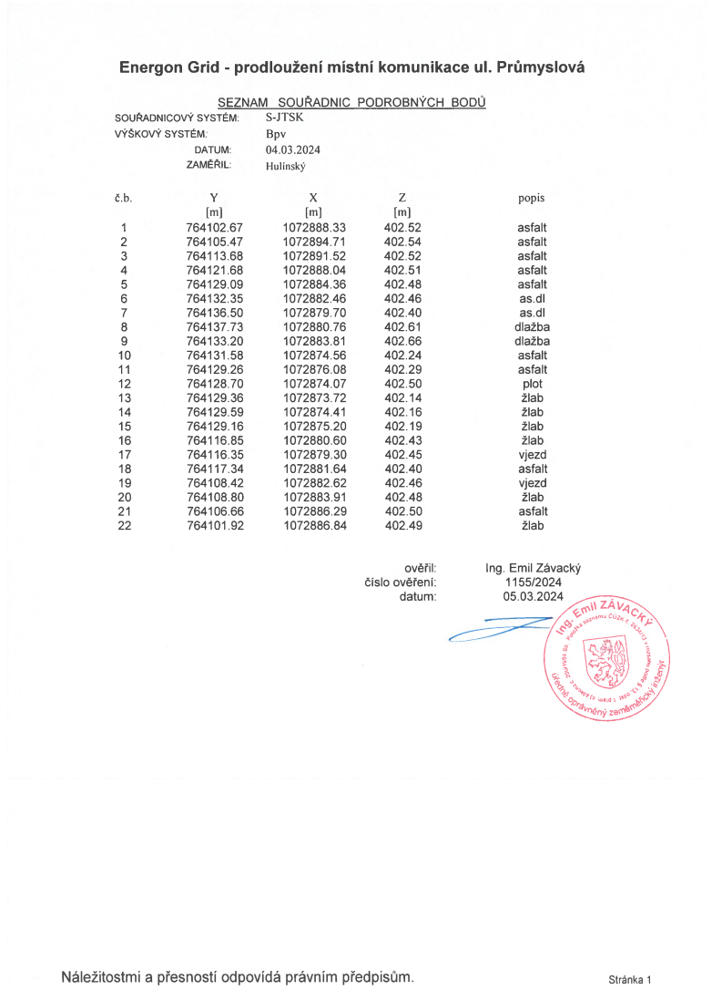 Energon Grid - prodloužení místní komunikace ul. Průmyslová
SEZNAM SOUŘADNIC PODROBNÝCH BODŮ
SOUŘADNICOVÝ SYSTÉM: S-JTSK
VÝŠKOVÝ SYSTÉM: Bpv
DATUM: 04.03.2024
ZAMĚŘIL: Hulínský
č.b. Y X Z popis
[m] [m] [m]
1 764102.67 1072888.33 402.52 asfalt
2 764105.47 1072894.71 402.54 asfalt
3 764113.68 1072891.52 402.52 asfalt
4 764121.68 1072888.04 402.51 asfalt
5 764129.09 1072884.36 402.48 asfalt
6 764132.35 1072882.46 402.46 as.dl
7 764136.50 1072879.70 402.40 as.dl
8 764137.73 1072880.76 402.61 dlažba
9 764133.20 1072883.81 402.66 dlažba
10 764131.58 1072874.56 402.24 asfalt
11 764129.26 1072876.08 402.29 asfalt
12 764128.70 1072874.07 402.50 plot
13 764129.36 1072873.72 402.14 žlab
14 764129.59 1072874.41 402.16 žlab
15 764129.16 1072875.20 402.19 žlab
16 764116.85 1072880.60 402.43 žlab
17 764116.35 1072879.30 402.45 vjezd
18 764117.34 1072881.64 402.40 asfalt
19 764108.42 1072882.62 402.46 vjezd
20 764108.80 1072883.91 402.48 žlab
21 764106.66 1072886.29 402.50 asfalt
22 764101.92 1072886.84 402.49 žlab
ověřil: Ing. Emil Závacký
číslo ověření: 1155/2024
datum: 05.03.2024
Ing. Emil ZÁVACKÝ
úředně oprávněný zeměměřický inženýr
Náležitostmi a přesností odpovídá právním předpisům.
Stránka 1